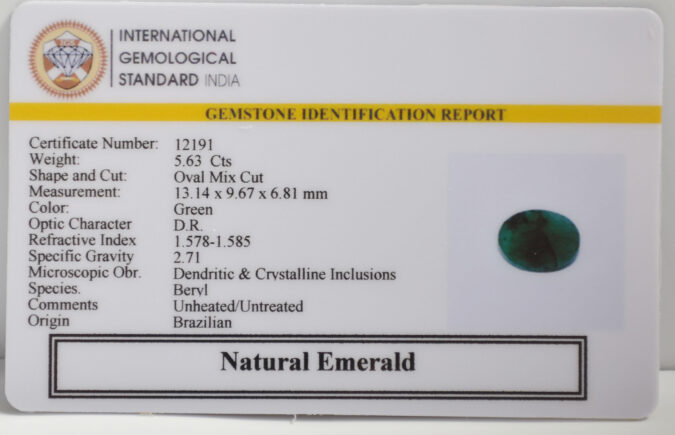 INTERNATIONAL
GEMOLOGICAL
STANDARD INDIA
GEMSTONE IDENTIFICATION REPORT
Certificate Number: 12191
Weight: 5.63 Cts
Shape and Cut: Oval Mix Cut
Measurement: 13.14 x 9.67 x 6.81 mm
Color: Green
Optic Character D.R.
Refractive Index 1.578-1.585
Specific Gravity 2.71
Microscopic Obr. Dendritic & Crystalline Inclusions
Species. Beryl
Comments Unheated/Untreated
Origin Brazilian
Natural Emerald